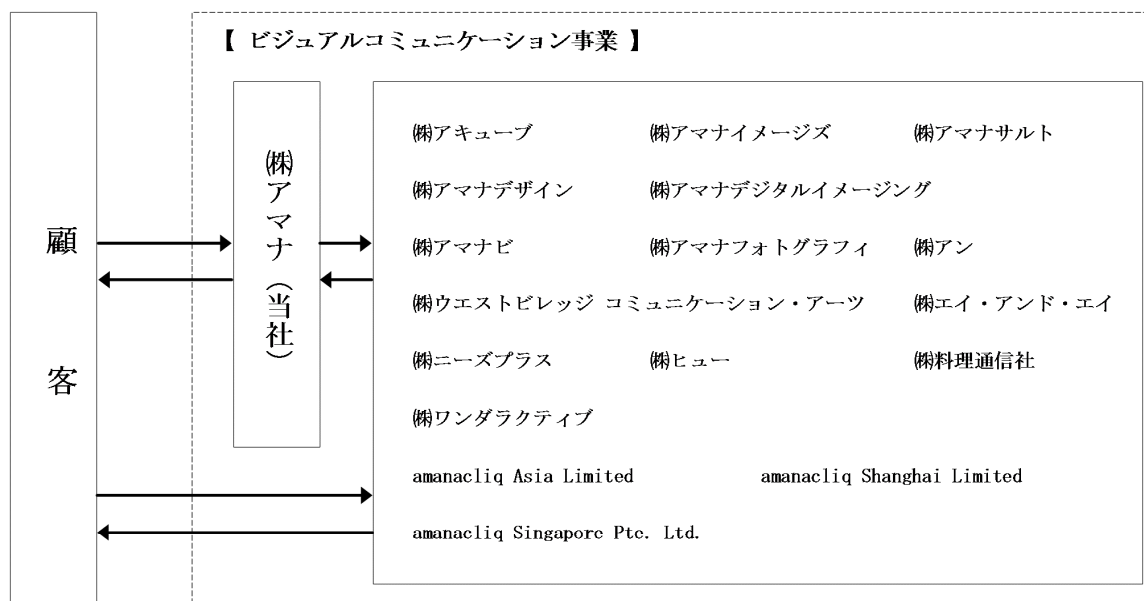 【 ビジュアルコミュニケーション事業 】
顧客
㈱アマナ（当社）
㈱アキューブ ㈱アマナイメージズ ㈱アマナサルト
㈱アマナデザイン ㈱アマナデジタルイメージング
㈱アマナビ ㈱アマナフォトグラフィ ㈱アン
㈱ウエストビレッジ コミュニケーション・アーツ ㈱エイ・アンド・エイ
㈱ニーズプラス ㈱ヒュー ㈱料理通信社
㈱ワンダラクティブ
amanacliq Asia Limited amanacliq Shanghai Limited
amanacliq Singapore Pte. Ltd.